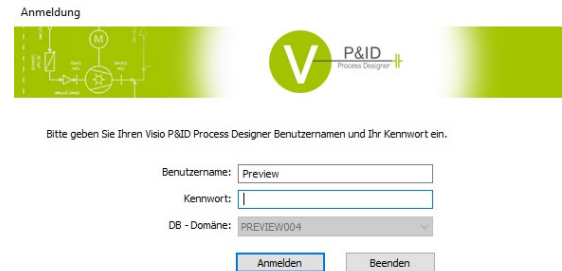 Anmeldung
M
V
P&ID
Process Designer
Bitte geben Sie Ihren Visio P&ID Process Designer Benutzernamen und Ihr Kennwort ein.
Benutzername: Preview
Kennwort:
DB - Domäne: PREVIEW004
Anmelden Beenden